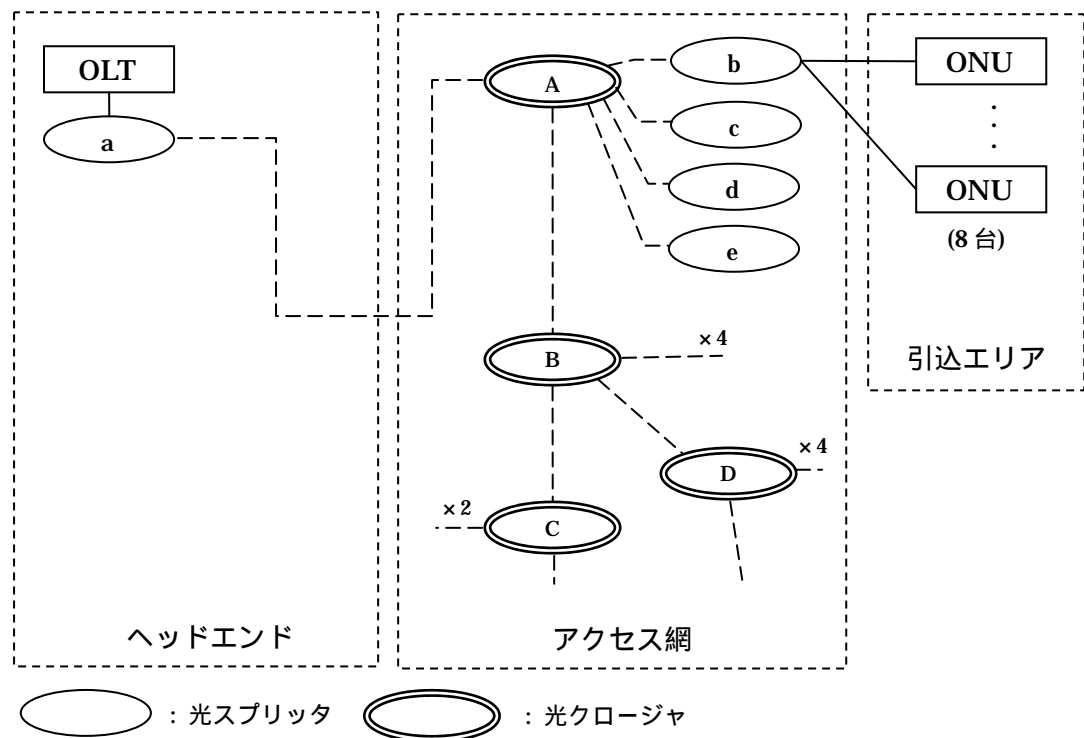 OLT
a
ヘッドエンド
A
b
c
d
e
B
×4
D
×4
×2
C
アクセス網
ONU
・
・
・
ONU
(8 台)
引込エリア
: 光スプリッタ
: 光クロージャ